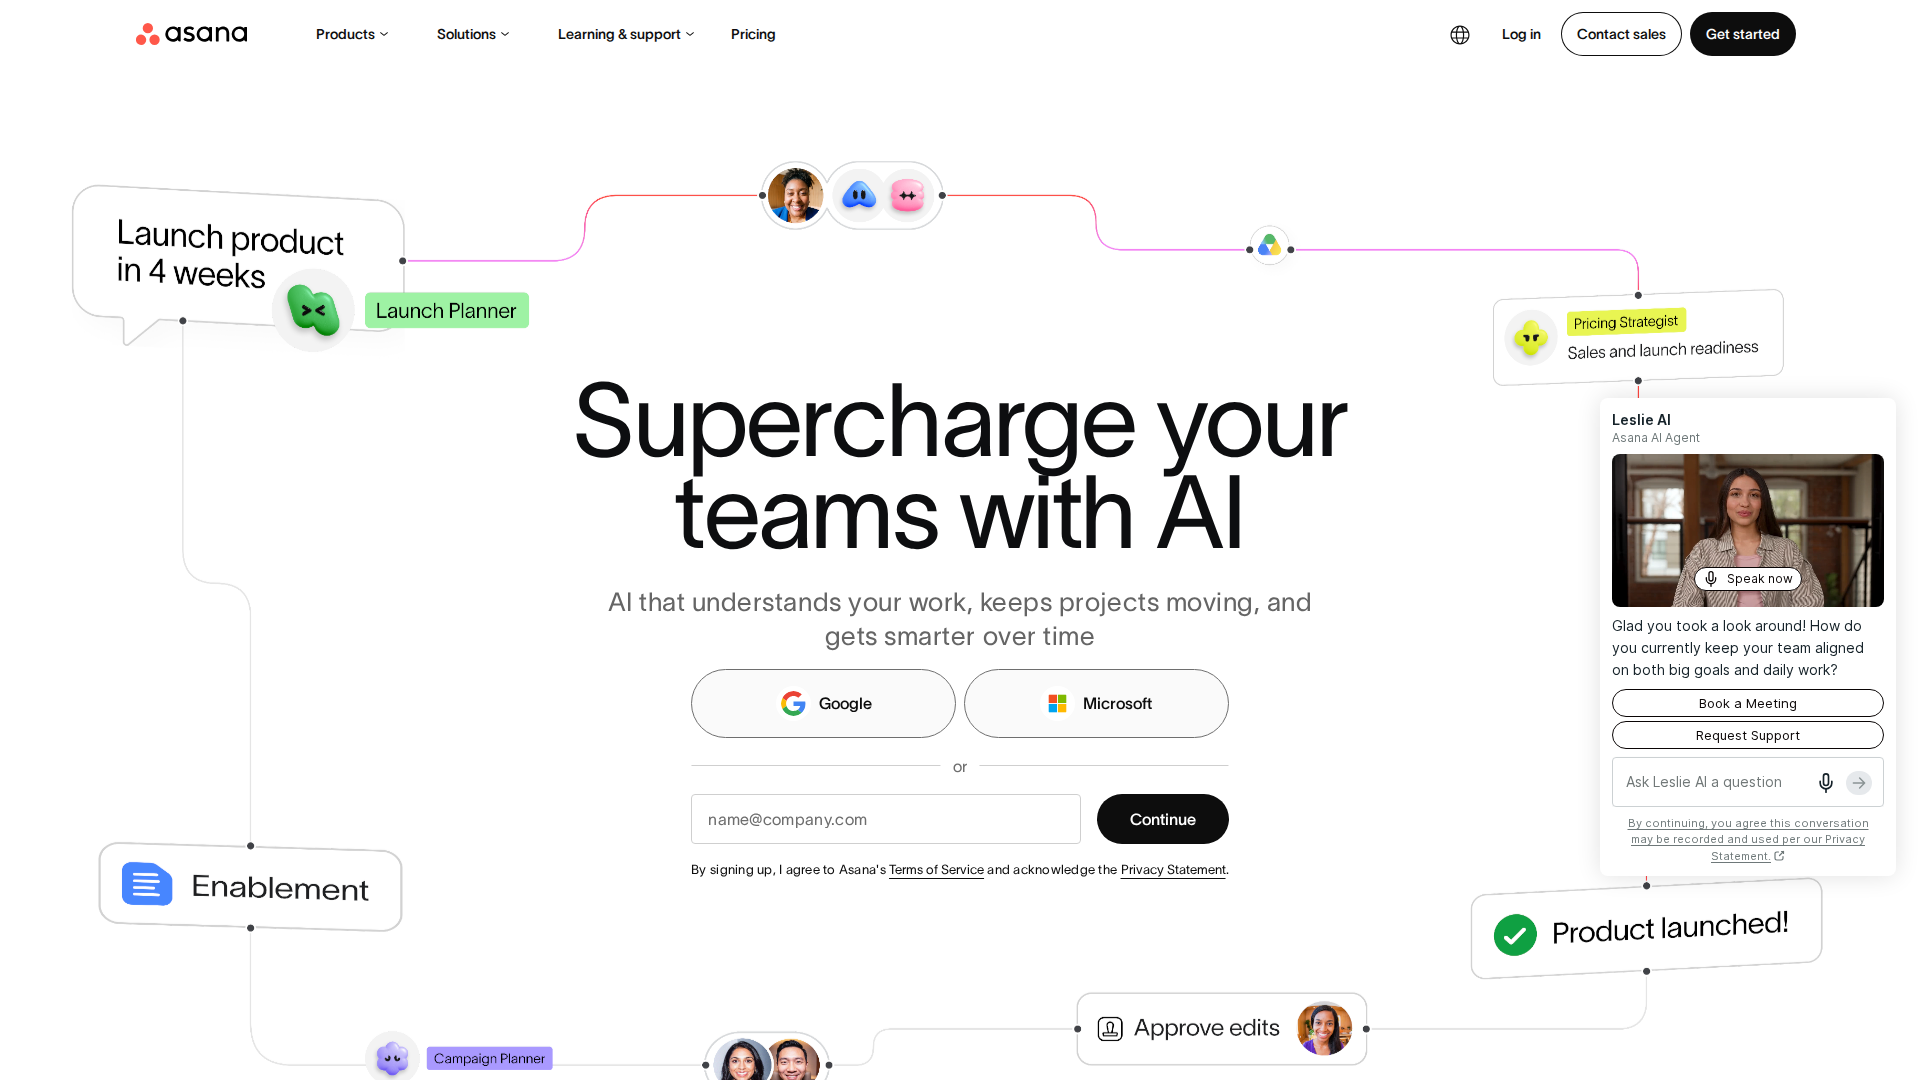 asana
Products
Solutions
Learning & support
Pricing
Log in
Contact sales
Get started
Launch product
in 4 weeks
Launch Planner
Pricing Strategist
Sales and launch readiness
Supercharge your
teams with AI
AI that understands your work, keeps projects moving, and
gets smarter over time
Google
Microsoft
or
name@company.com
Continue
By signing up, I agree to Asana's Terms of Service and acknowledge the Privacy Statement.
Leslie AI
Asana AI Agent
Speak now
Glad you took a look around! How do
you currently keep your team aligned
on both big goals and daily work?
Book a Meeting
Request Support
Ask Leslie AI a question
By continuing, you agree this conversation
may be recorded and used per our Privacy
Statement.
Enablement
Product launched!
Approve edits
Campaign Planner